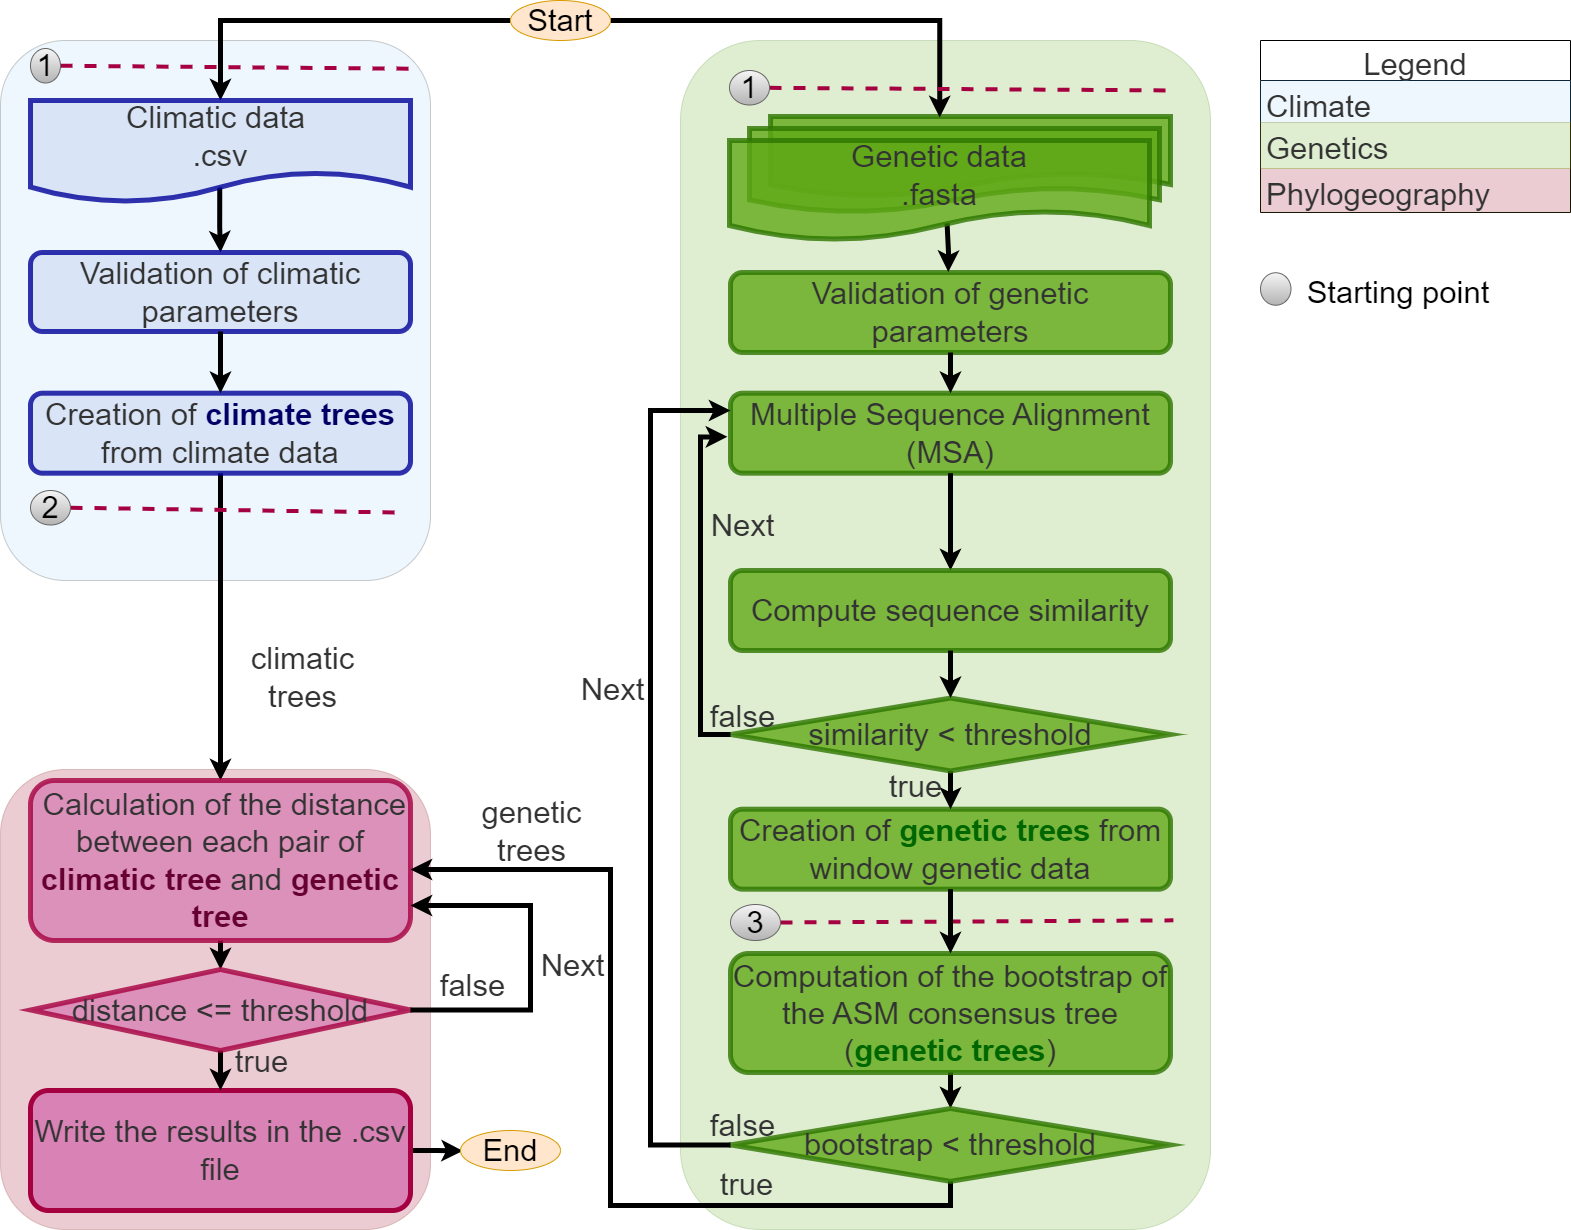 Start
1
Climatic data
.csv
Validation of climatic
parameters
Creation of climate trees
from climate data
2
climatic
trees
Calculation of the distance
between each pair of
climatic tree and genetic
tree
distance <= threshold
false
Next
true
Write the results in the .csv
file
End
1
Genetic data
.fasta
Validation of genetic
parameters
Multiple Sequence Alignment
(MSA)
Next
Compute sequence similarity
Next
false
similarity < threshold
true
Creation of genetic trees from
window genetic data
genetic
trees
3
Computation of the bootstrap of
the ASM consensus tree
(genetic trees)
false
bootstrap < threshold
true
Legend
Climate
Genetics
Phylogeography
Starting point